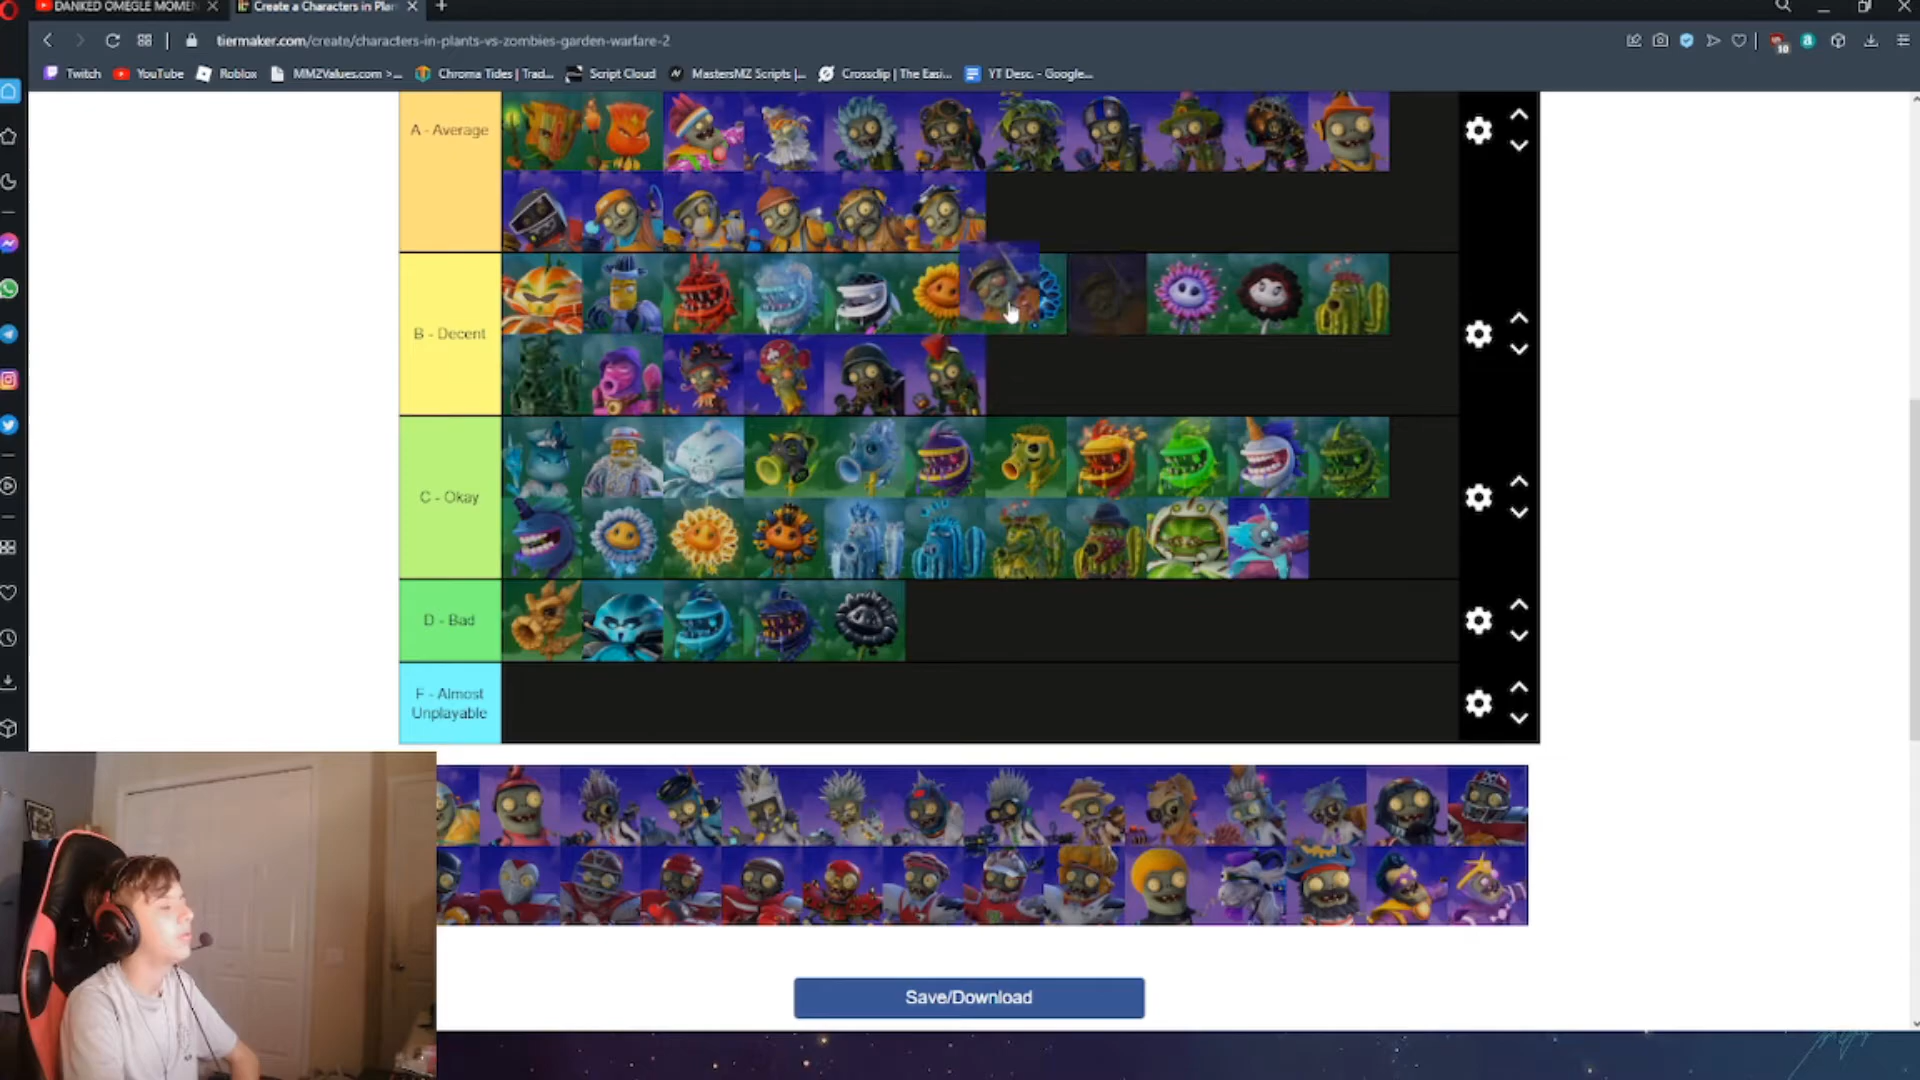 DANKED OMEGLE MOMEN
Create a Characters in Plan
tiermaker.com/create/characters-in-plants-vs-zombies-garden-warfare-2
10
Twitch
YouTube
Roblox
MM2Values.com >...
Chroma Tides | Trad...
Script Cloud
MastersMZ Scripts |...
Crossclip | The Easi...
YT Desc. - Google...
A - Average
B - Decent
C - Okay
D - Bad
F - Almost
Unplayable
Save/Download